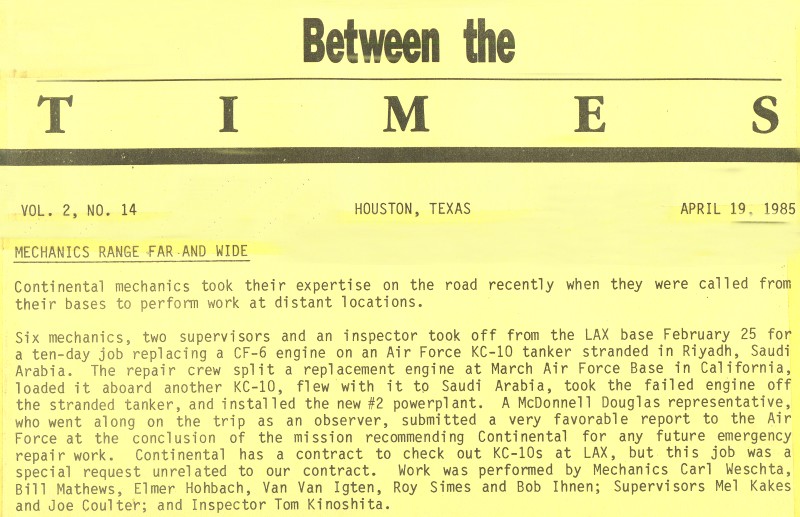 Between the
T I M E S
VOL. 2, NO. 14 HOUSTON, TEXAS APRIL 19, 1985
MECHANICS RANGE FAR AND WIDE
Continental mechanics took their expertise on the road recently when they were called from
their bases to perform work at distant locations.
Six mechanics, two supervisors and an inspector took off from the LAX base February 25 for
a ten-day job replacing a CF-6 engine on an Air Force KC-10 tanker stranded in Riyadh, Saudi
Arabia. The repair crew split a replacement engine at March Air Force Base in California,
loaded it aboard another KC-10, flew with it to Saudi Arabia, took the failed engine off
the stranded tanker, and installed the new #2 powerplant. A McDonnell Douglas representative,
who went along on the trip as an observer, submitted a very favorable report to the Air
Force at the conclusion of the mission recommending Continental for any future emergency
repair work. Continental has a contract to check out KC-10s at LAX, but this job was a
special request unrelated to our contract. Work was performed by Mechanics Carl Weschta,
Bill Mathews, Elmer Hohbach, Van Van Igten, Roy Simes and Bob Ihnen; Supervisors Mel Kakes
and Joe Coulter; and Inspector Tom Kinoshita.